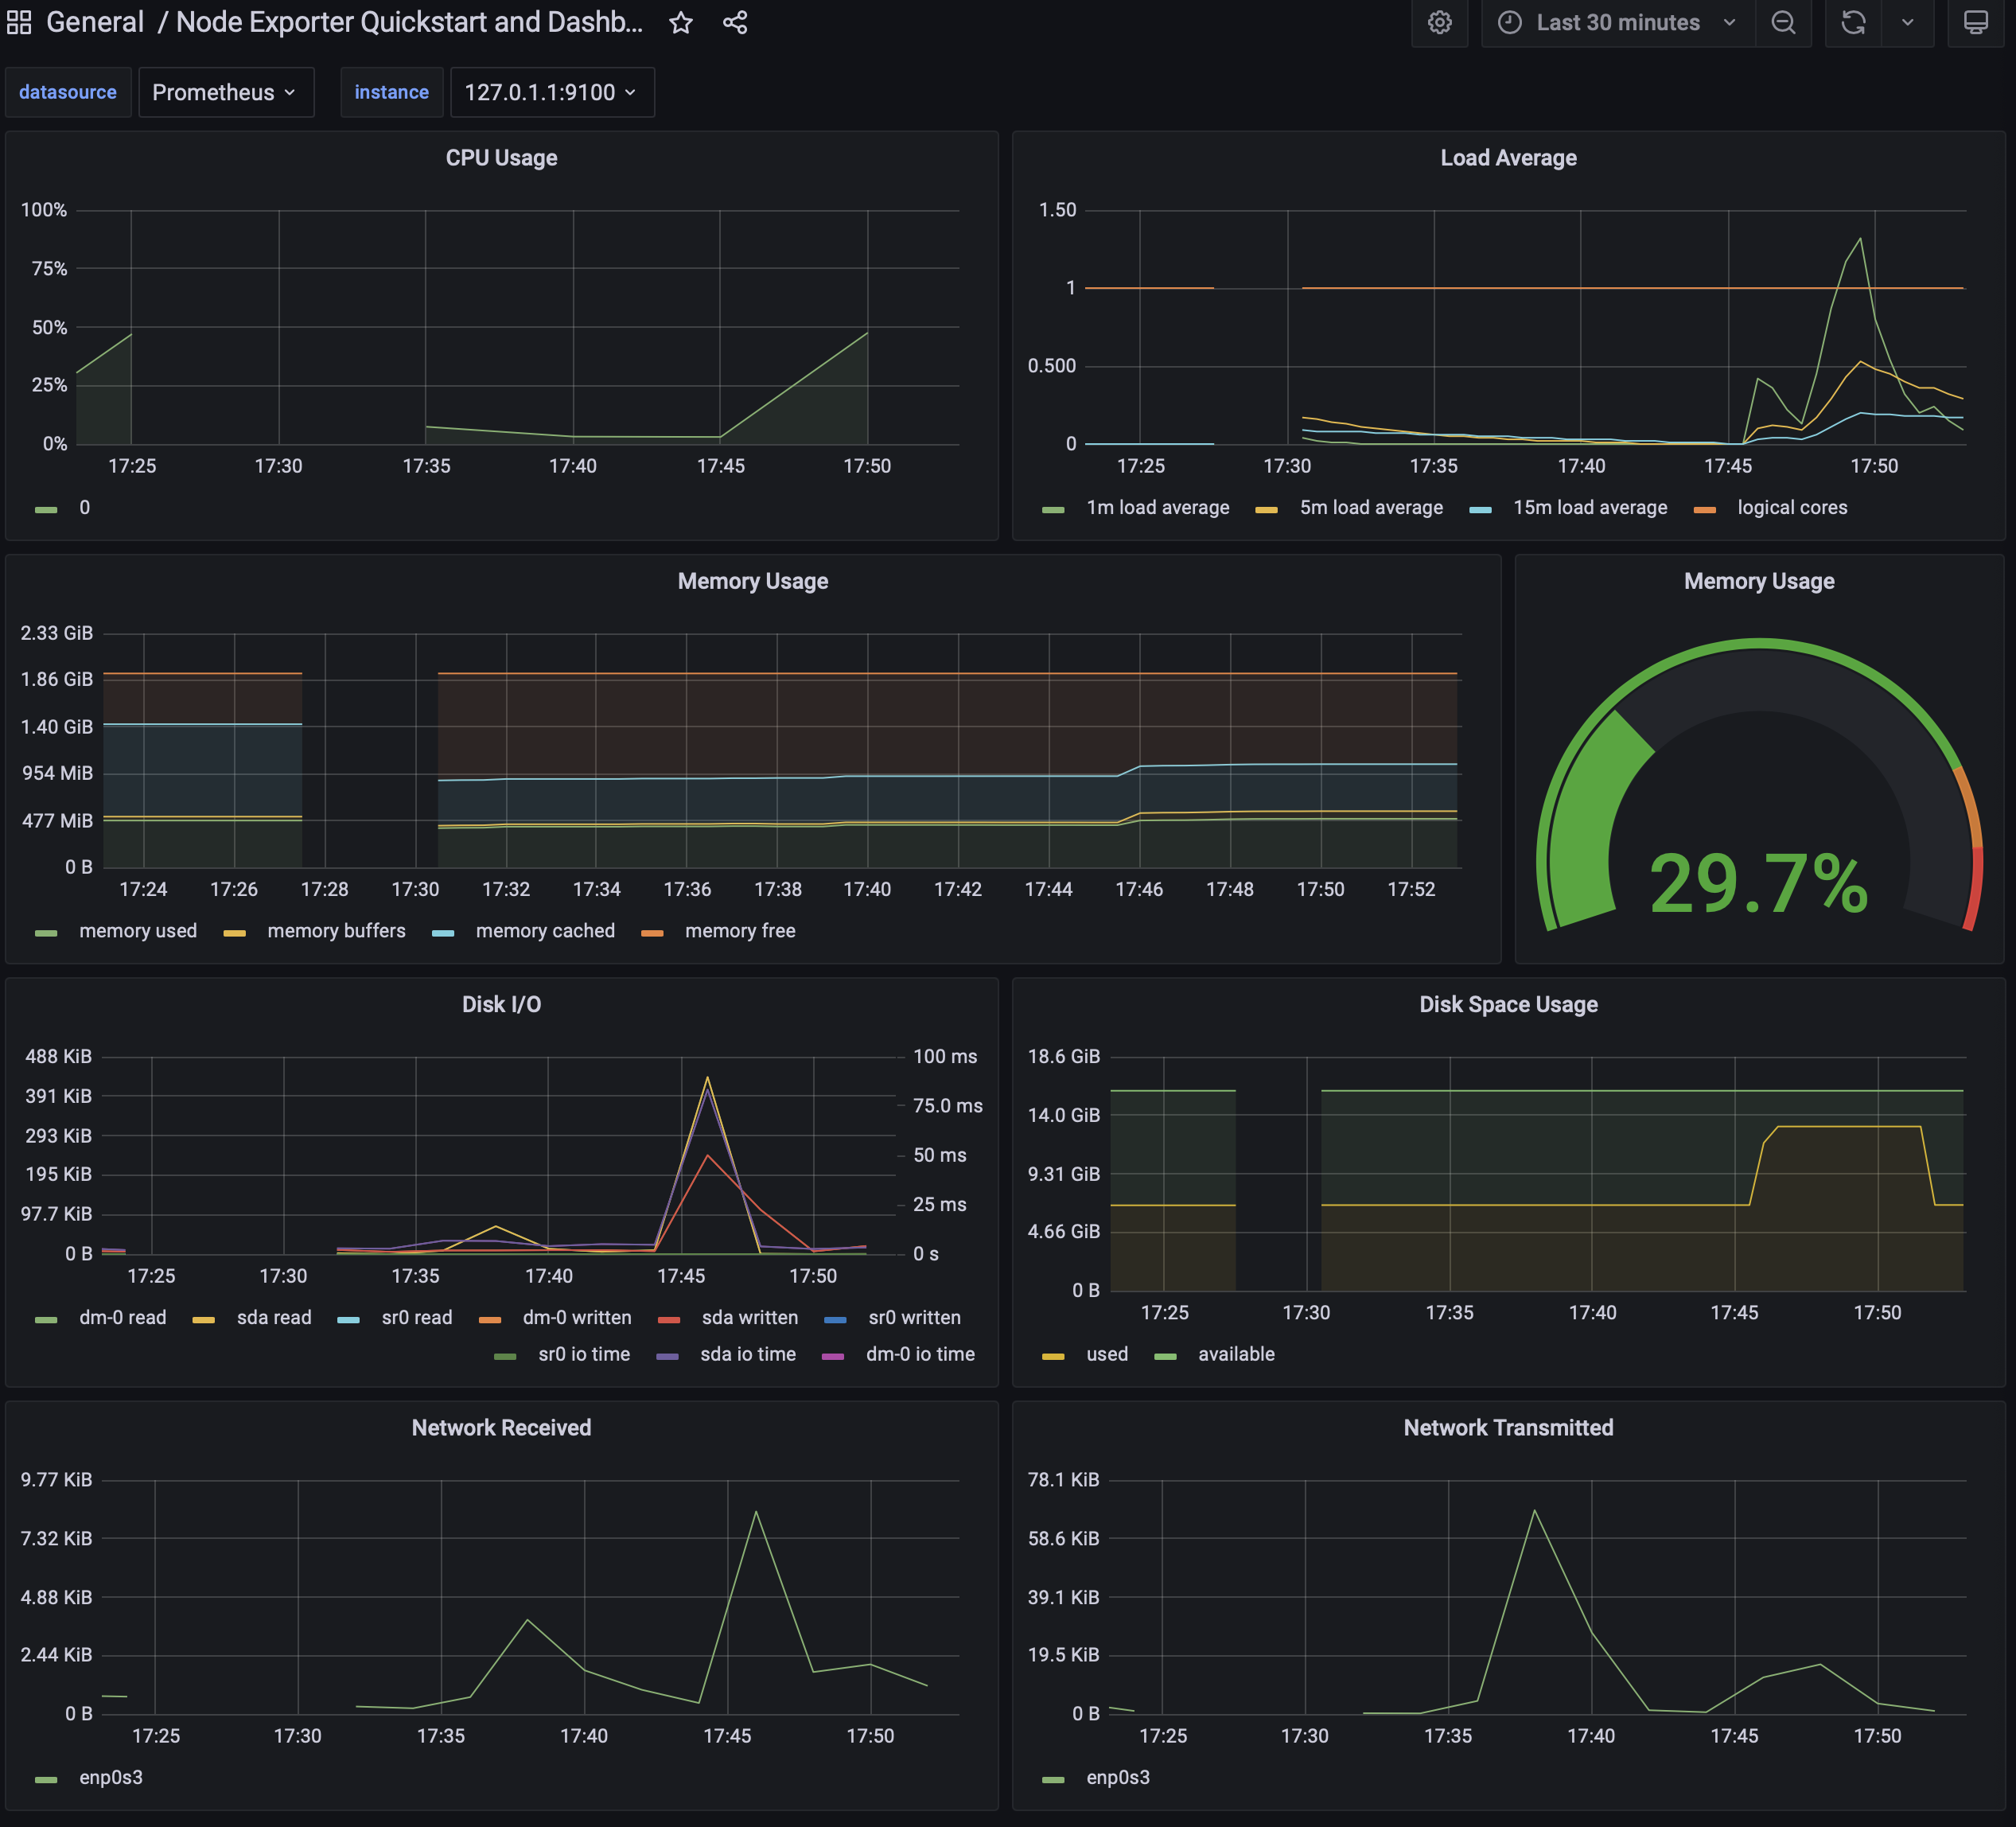 General / Node Exporter Quickstart and Dashb...
Last 30 minutes
datasource Prometheus instance 127.0.1.1:9100
CPU Usage
100%
75%
50%
25%
0%
17:25 17:30 17:35 17:40 17:45 17:50
0
Load Average
1.50
1
0.500
0
17:25 17:30 17:35 17:40 17:45 17:50
1m load average 5m load average 15m load average logical cores
Memory Usage
2.33 GiB
1.86 GiB
1.40 GiB
954 MiB
477 MiB
0 B
17:24 17:26 17:28 17:30 17:32 17:34 17:36 17:38 17:40 17:42 17:44 17:46 17:48 17:50 17:52
memory used memory buffers memory cached memory free
Memory Usage
29.7%
Disk I/O
488 KiB
391 KiB
293 KiB
195 KiB
97.7 KiB
0 B
100 ms
75.0 ms
50 ms
25 ms
0 s
17:25 17:30 17:35 17:40 17:45 17:50
dm-0 read sda read sr0 read dm-0 written sda written sr0 written
sr0 io time sda io time dm-0 io time
Disk Space Usage
18.6 GiB
14.0 GiB
9.31 GiB
4.66 GiB
0 B
17:25 17:30 17:35 17:40 17:45 17:50
used available
Network Received
9.77 KiB
7.32 KiB
4.88 KiB
2.44 KiB
0 B
17:25 17:30 17:35 17:40 17:45 17:50
enp0s3
Network Transmitted
78.1 KiB
58.6 KiB
39.1 KiB
19.5 KiB
0 B
17:25 17:30 17:35 17:40 17:45 17:50
enp0s3